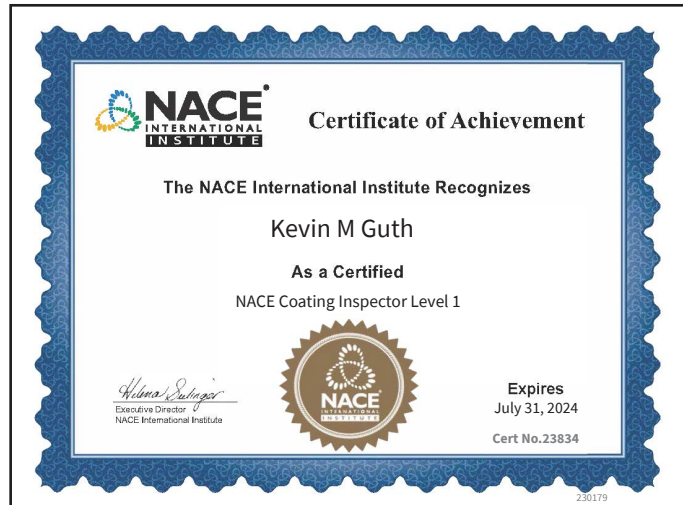 NACE
INTERNATIONAL
INSTITUTE
Certificate of Achievement
The NACE International Institute Recognizes
Kevin M Guth
As a Certified
NACE Coating Inspector Level 1
NACE
INTERNATIONAL
INSTITUTE
Executive Director
NACE International Institute
Expires
July 31, 2024
Cert No.23834
230179